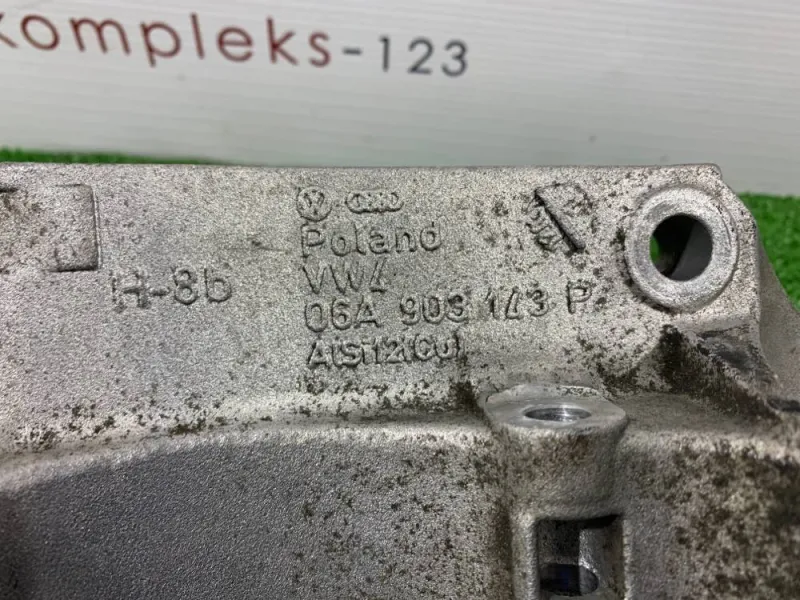 kompleks-123
Poland
VW4
H-8b
06A 903 143 P
AlSi12(Cu)